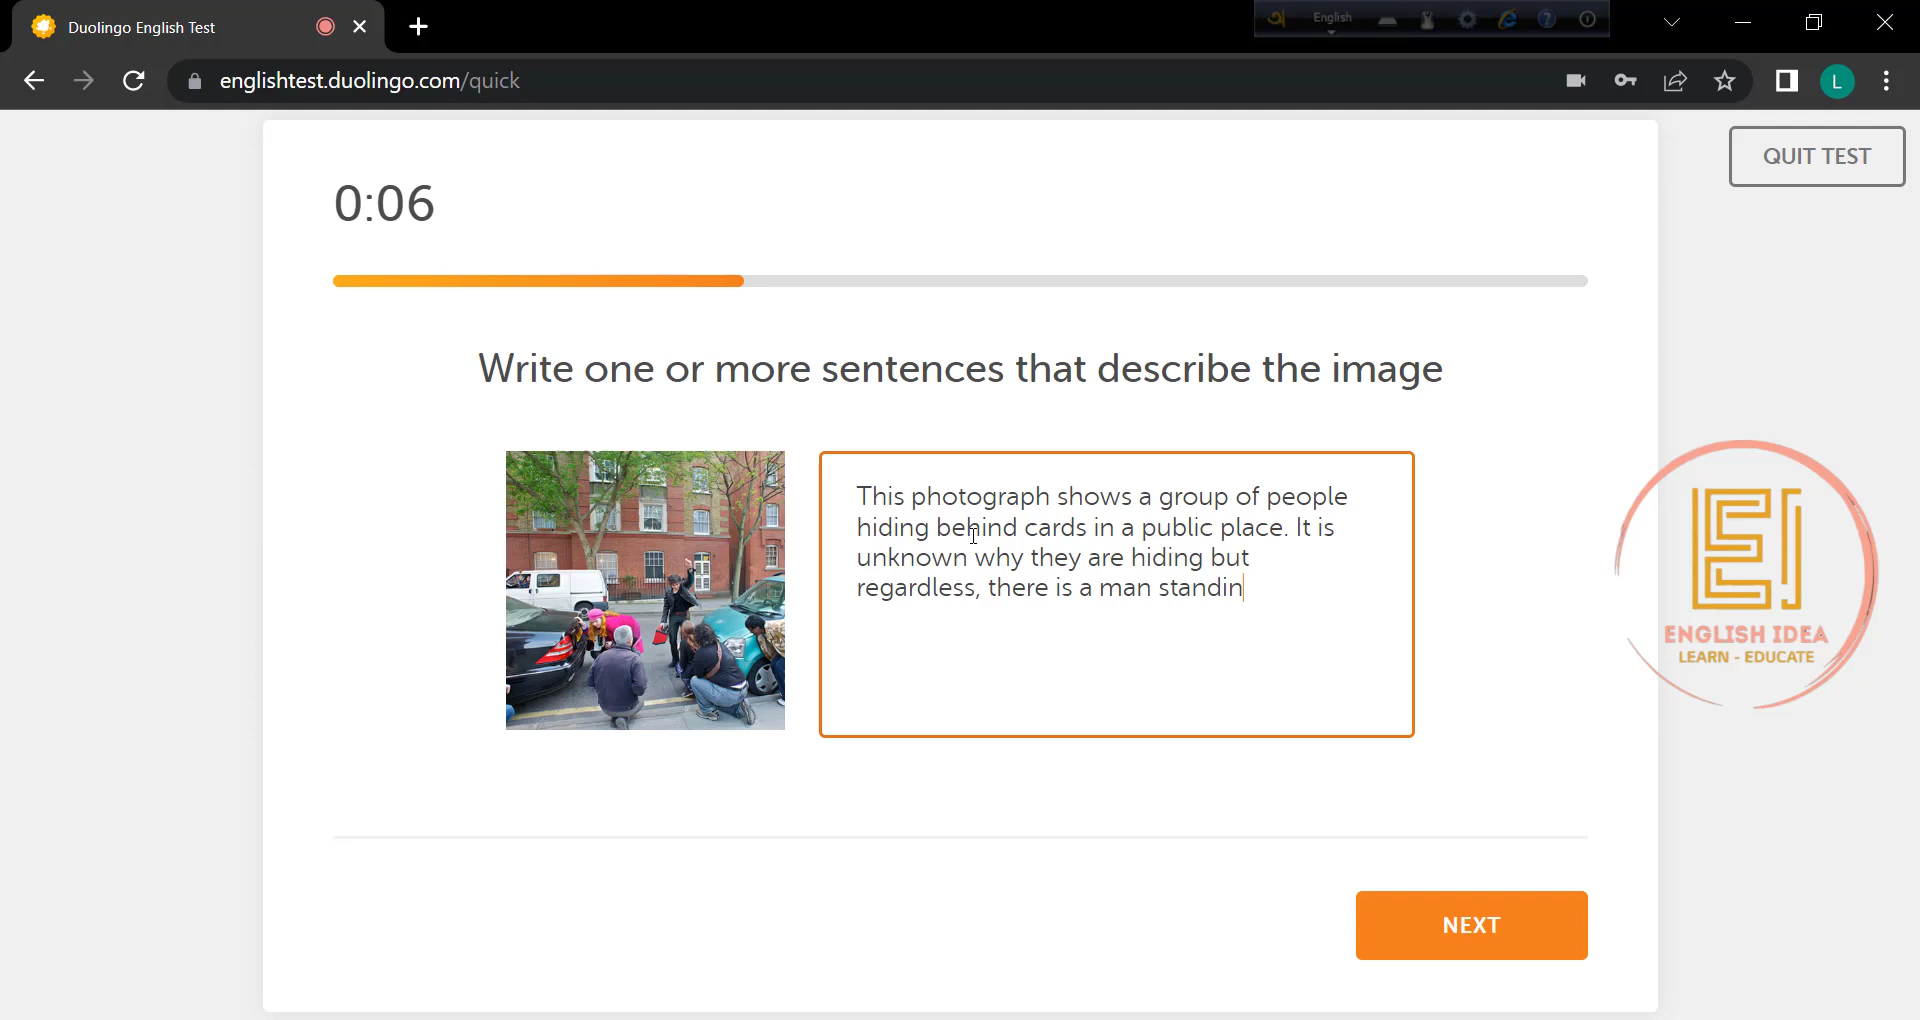 Duolingo English Test
English
englishtest.duolingo.com/quick
L
QUIT TEST
0:06
Write one or more sentences that describe the image
This photograph shows a group of people
hiding behind cards in a public place. It is
unknown why they are hiding but
regardless, there is a man standin
ENGLISH IDEA
LEARN - EDUCATE
NEXT